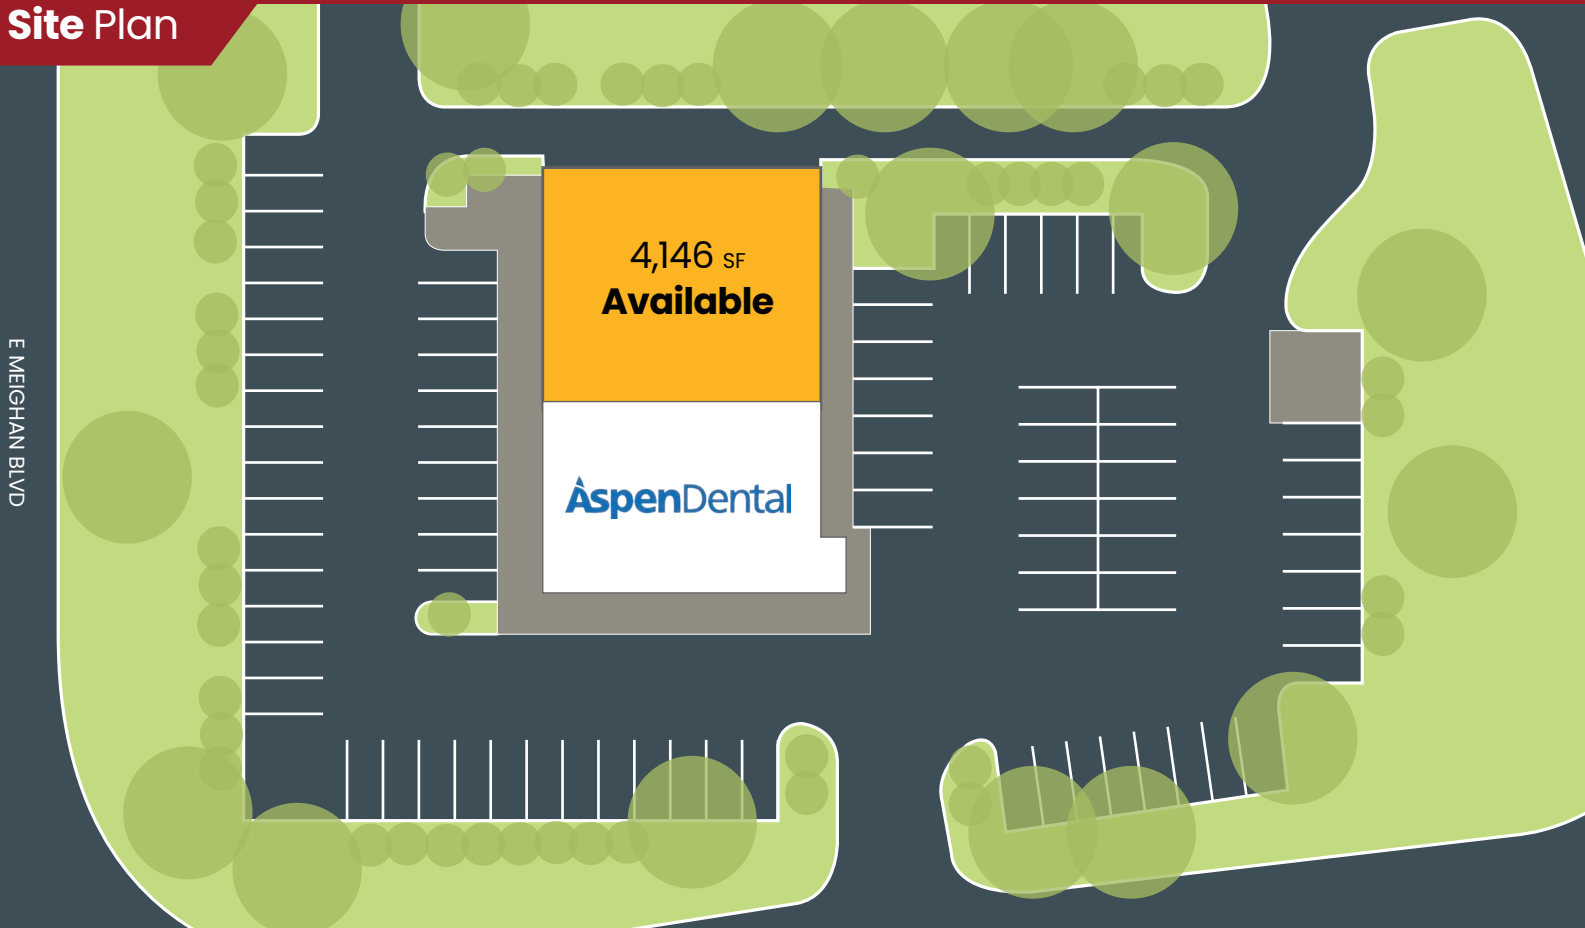 Site Plan
4,146 SF
Available
AspenDental
E MEIGHAN BLVD